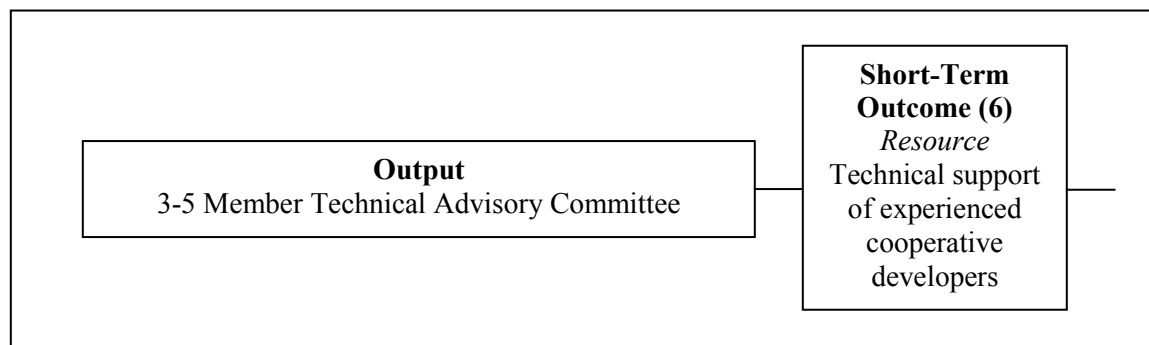 Output
3-5 Member Technical Advisory Committee
Short-Term
Outcome (6)
Resource
Technical support
of experienced
cooperative
developers